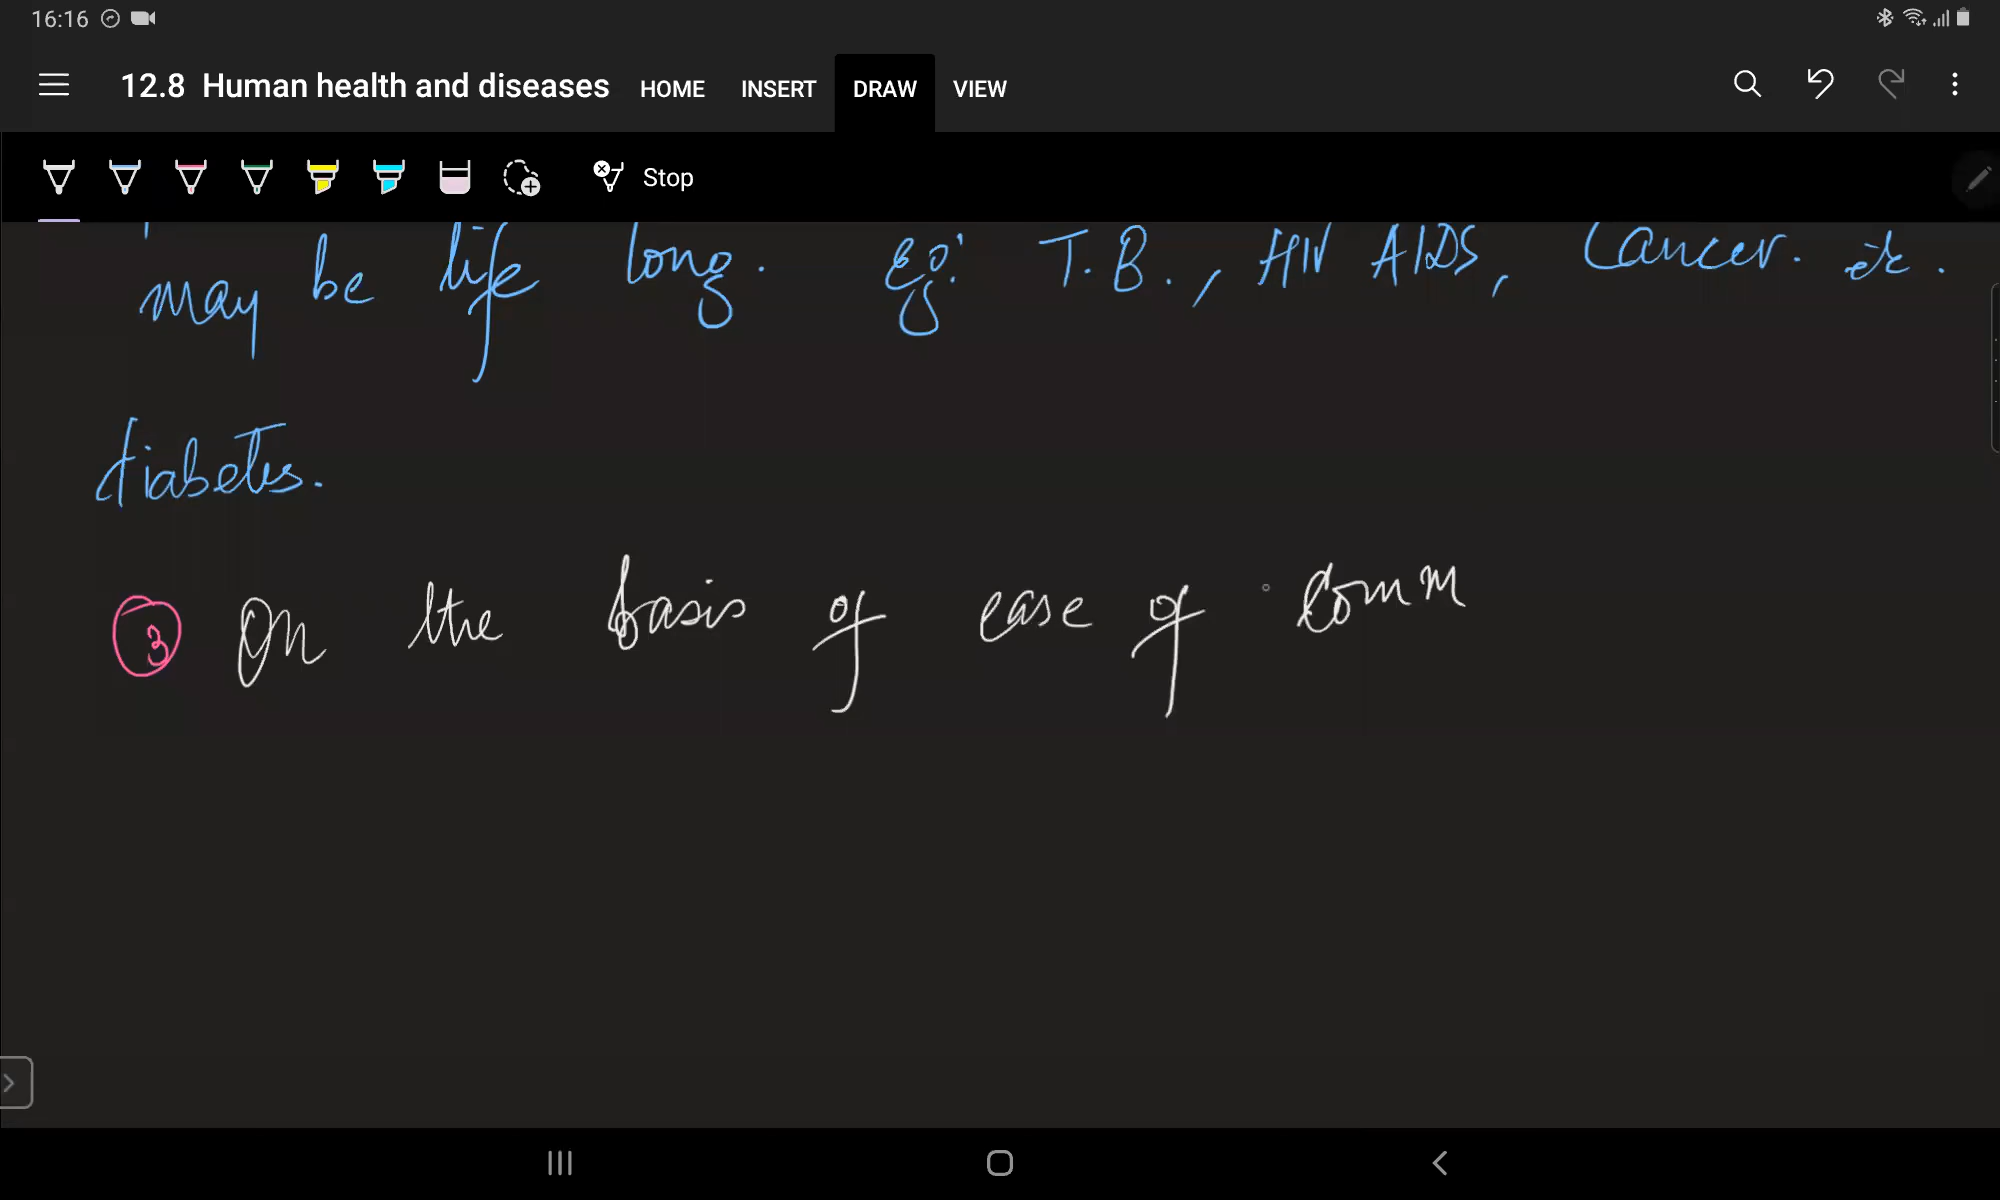 16:16
12.8 Human health and diseases HOME INSERT DRAW VIEW
Stop
may be life long. Eg: T.B., HIV AIDS, Cancer. etc.
diabetes.
3 On the basis of ease of comm